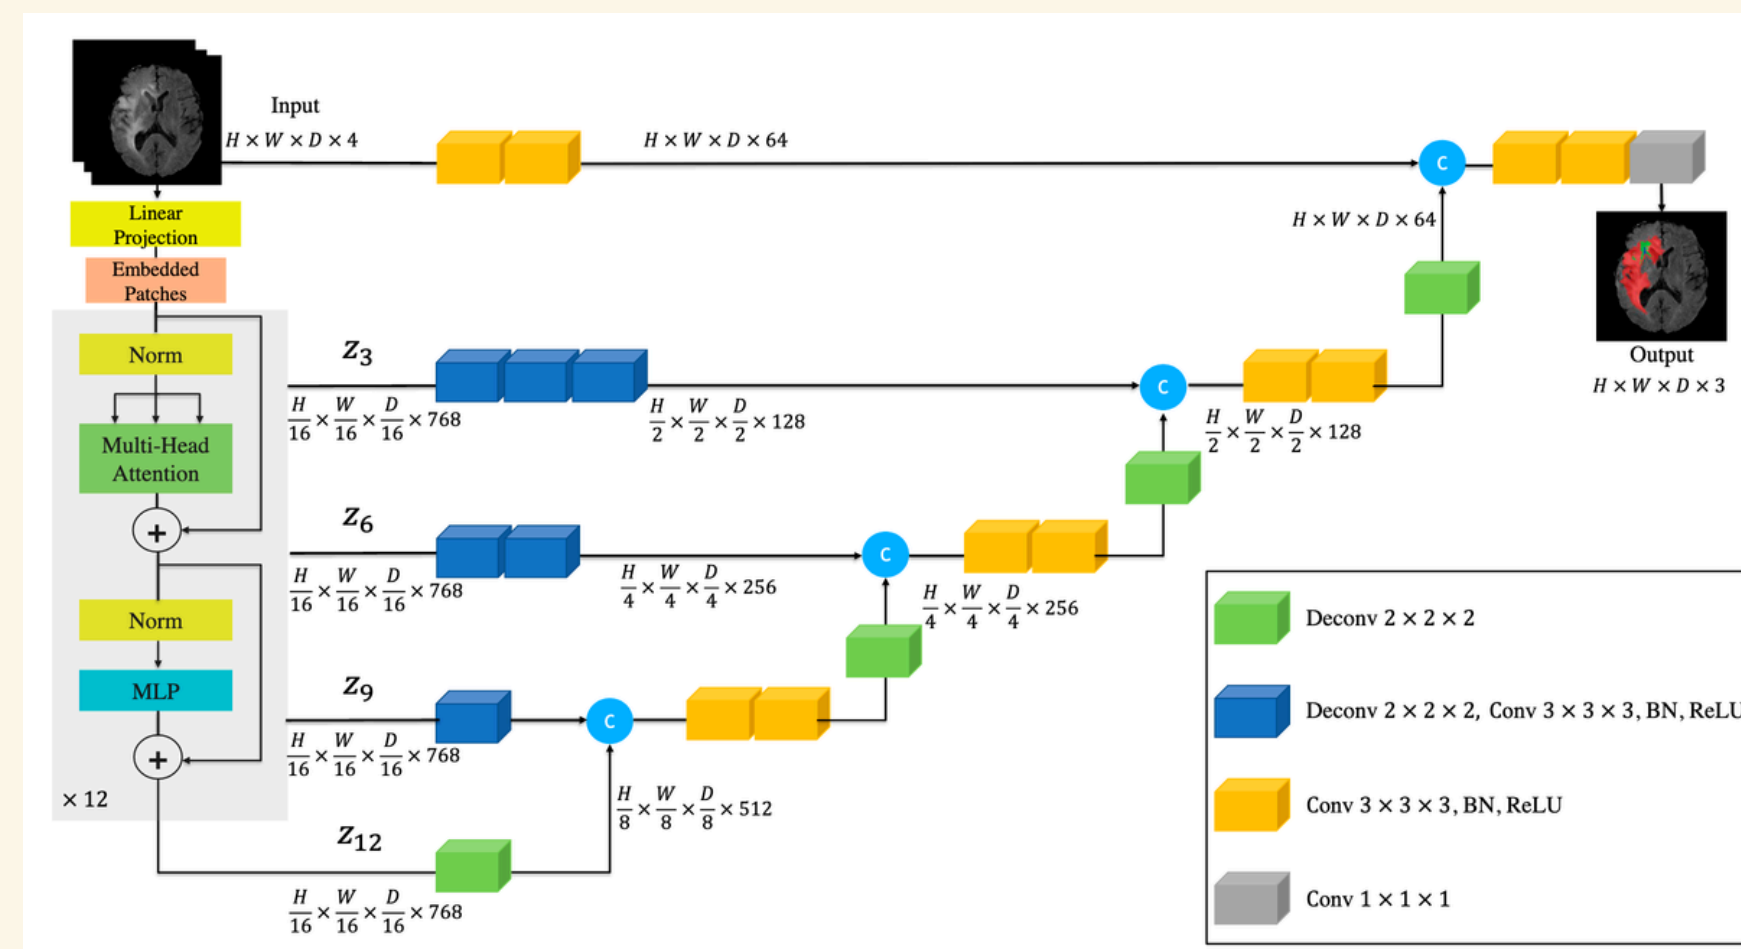 Input
H × W × D × 4
H × W × D × 64
C
Linear
Projection
H × W × D × 64
Embedded
Patches
Norm
Multi-Head
Attention
+
Norm
MLP
+
× 12
z₃
H/16 × W/16 × D/16 × 768
H/2 × W/2 × D/2 × 128
C
H/2 × W/2 × D/2 × 128
Output
H × W × D × 3
z₆
H/16 × W/16 × D/16 × 768
H/4 × W/4 × D/4 × 256
C
H/4 × W/4 × D/4 × 256
z₉
H/16 × W/16 × D/16 × 768
C
H/8 × W/8 × D/8 × 512
z₁₂
H/16 × W/16 × D/16 × 768
Deconv 2 × 2 × 2
Deconv 2 × 2 × 2, Conv 3 × 3 × 3, BN, ReLU
Conv 3 × 3 × 3, BN, ReLU
Conv 1 × 1 × 1